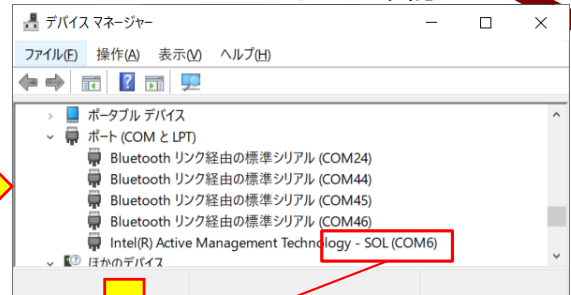 デバイス マネージャー
ファイル(F) 操作(A) 表示(V) ヘルプ(H)
ポータブル デバイス
ポート (COM と LPT)
Bluetooth リンク経由の標準シリアル (COM24)
Bluetooth リンク経由の標準シリアル (COM44)
Bluetooth リンク経由の標準シリアル (COM45)
Bluetooth リンク経由の標準シリアル (COM46)
Intel(R) Active Management Technology - SOL (COM6)
ほかのデバイス